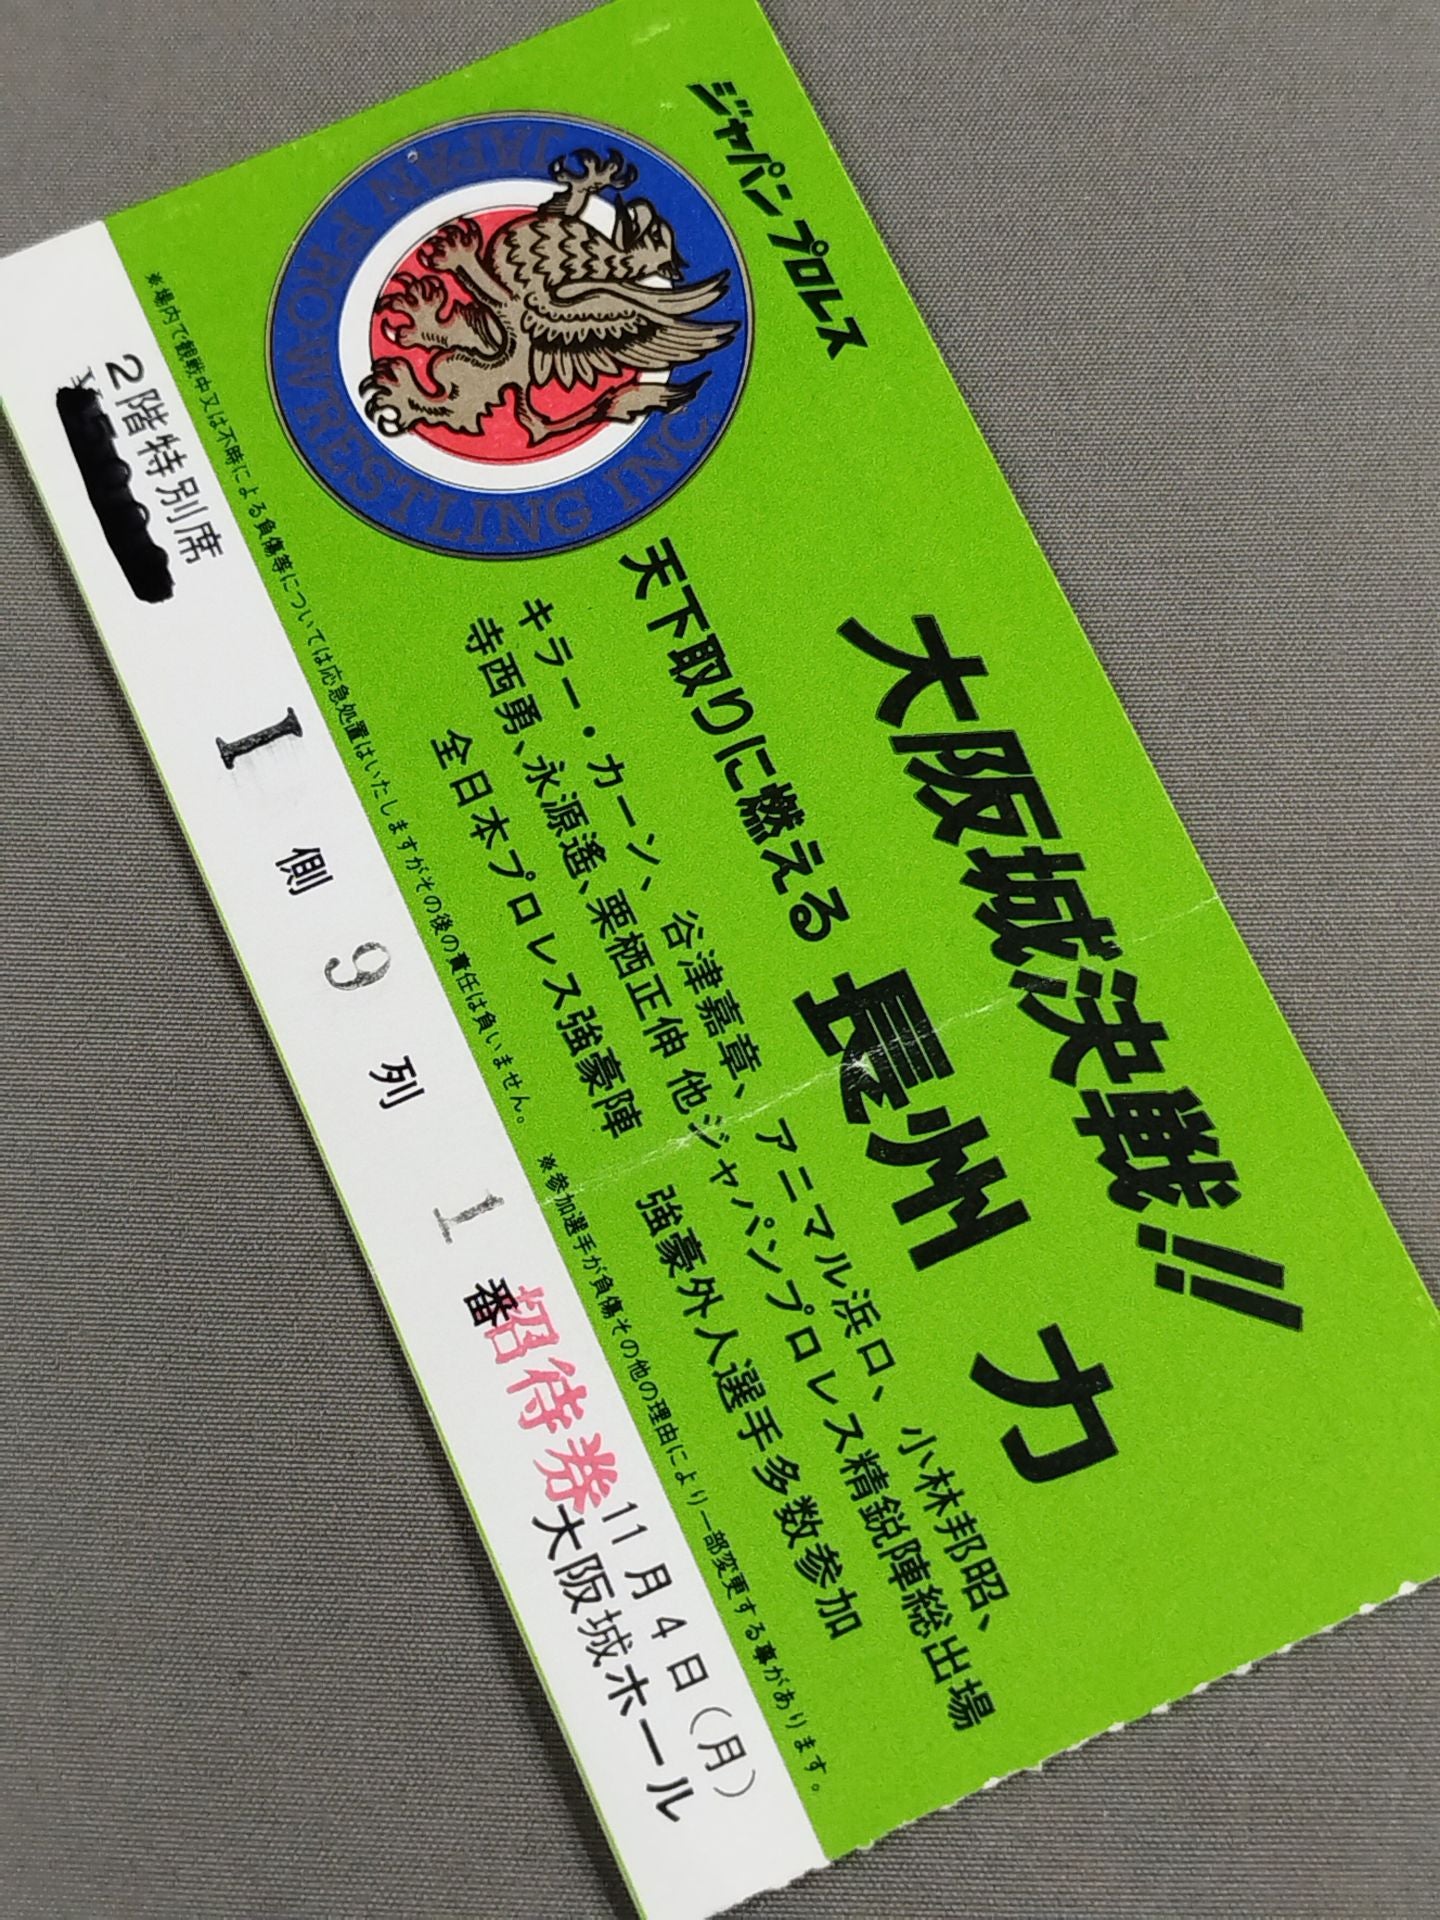 ジャパンプロレス
JAPAN PRO-WRESTLING INC.
大阪城決戦!!
天下取りに燃える 長州 力
キラー・カーン、谷津嘉章、アニマル浜口、小林邦昭、
寺西勇、永源遙、栗栖正伸 他ジャパンプロレス精鋭陣総出場
全日本プロレス強豪陣 強豪外人選手多数参加
※場内で観戦中又は不時による負傷等については応急処置はいたしますがその後の責任は負いません。 ※参加選手が負傷その他の理由により一部変更する事があります。
2階特別席
I 側 9 列 1 番
招待券
11月4日(月)
大阪城ホール